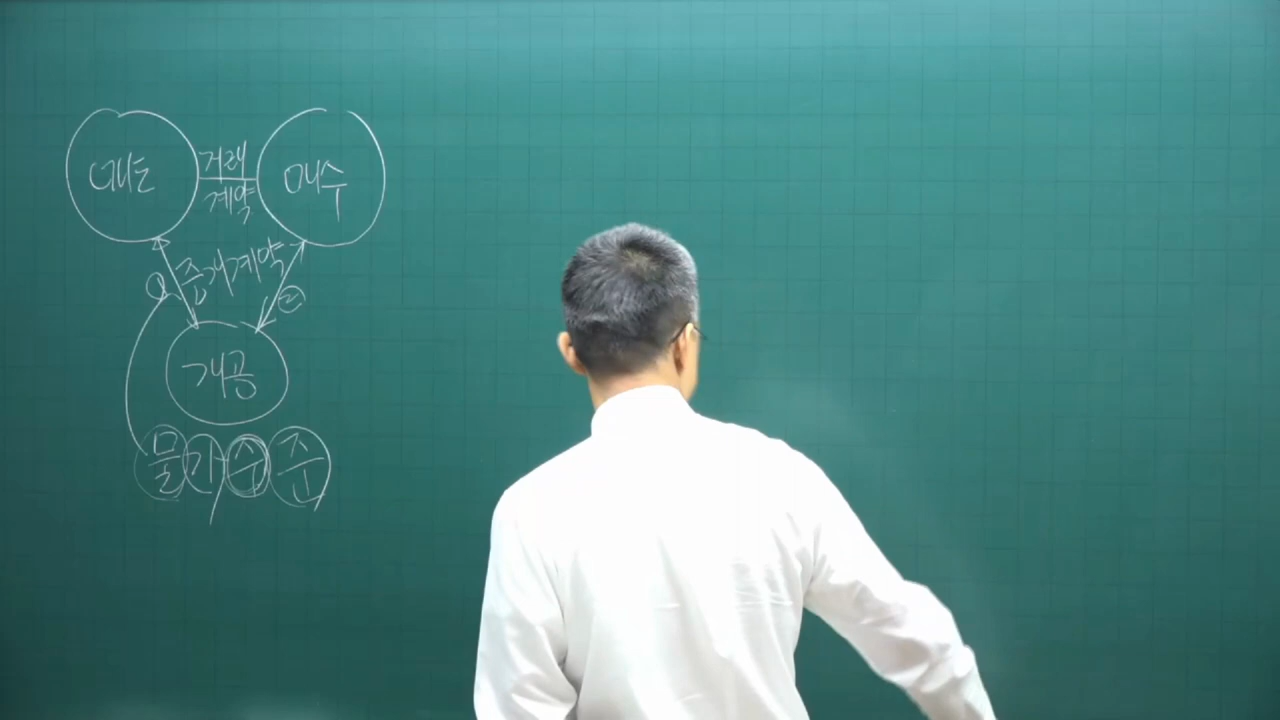 매도 거래 매수
계약
중개계약
① ②
개공
물 가 수 준